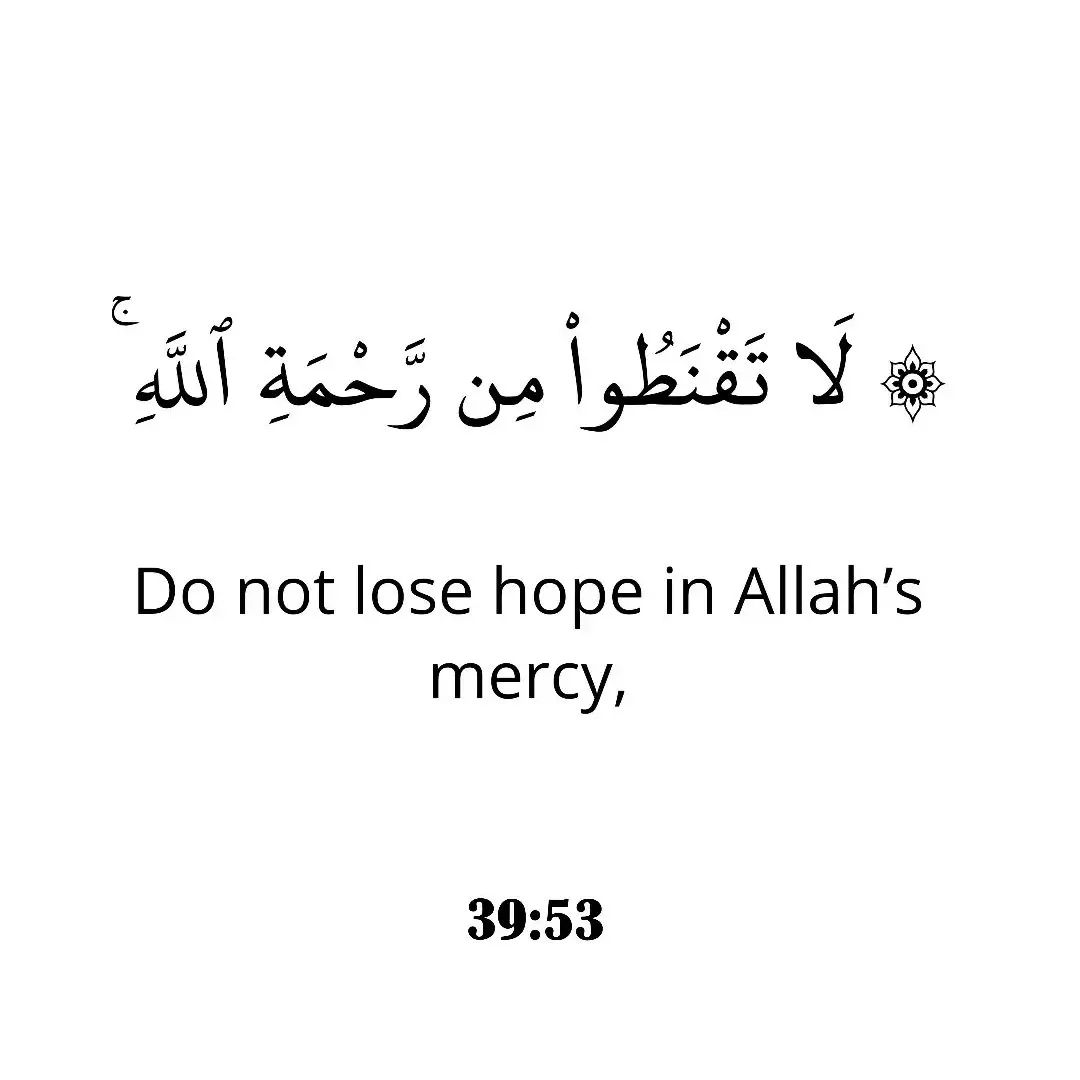 ۞ لَا تَقْنَطُوا۟ مِن رَّحْمَةِ ٱللَّهِ ۚ
Do not lose hope in Allah’s
mercy,
39:53